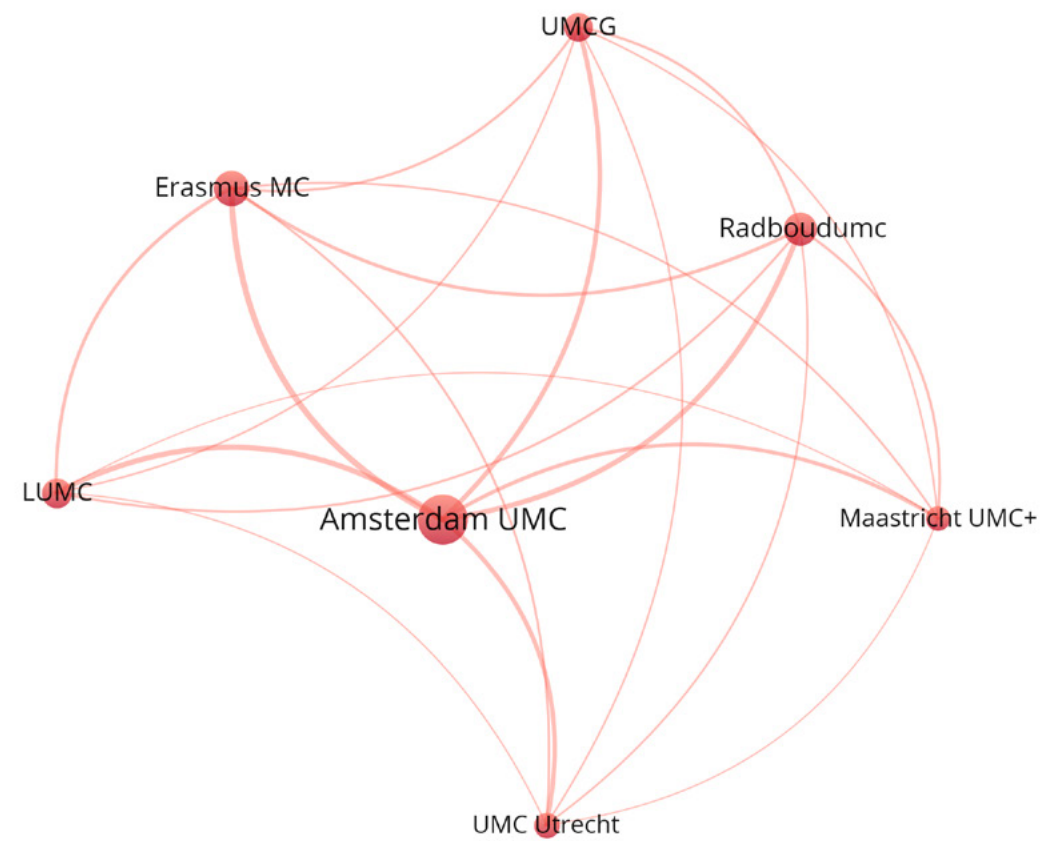 UMCG
Erasmus MC
Radboudumc
LUMC
Amsterdam UMC
Maastricht UMC+
UMC Utrecht